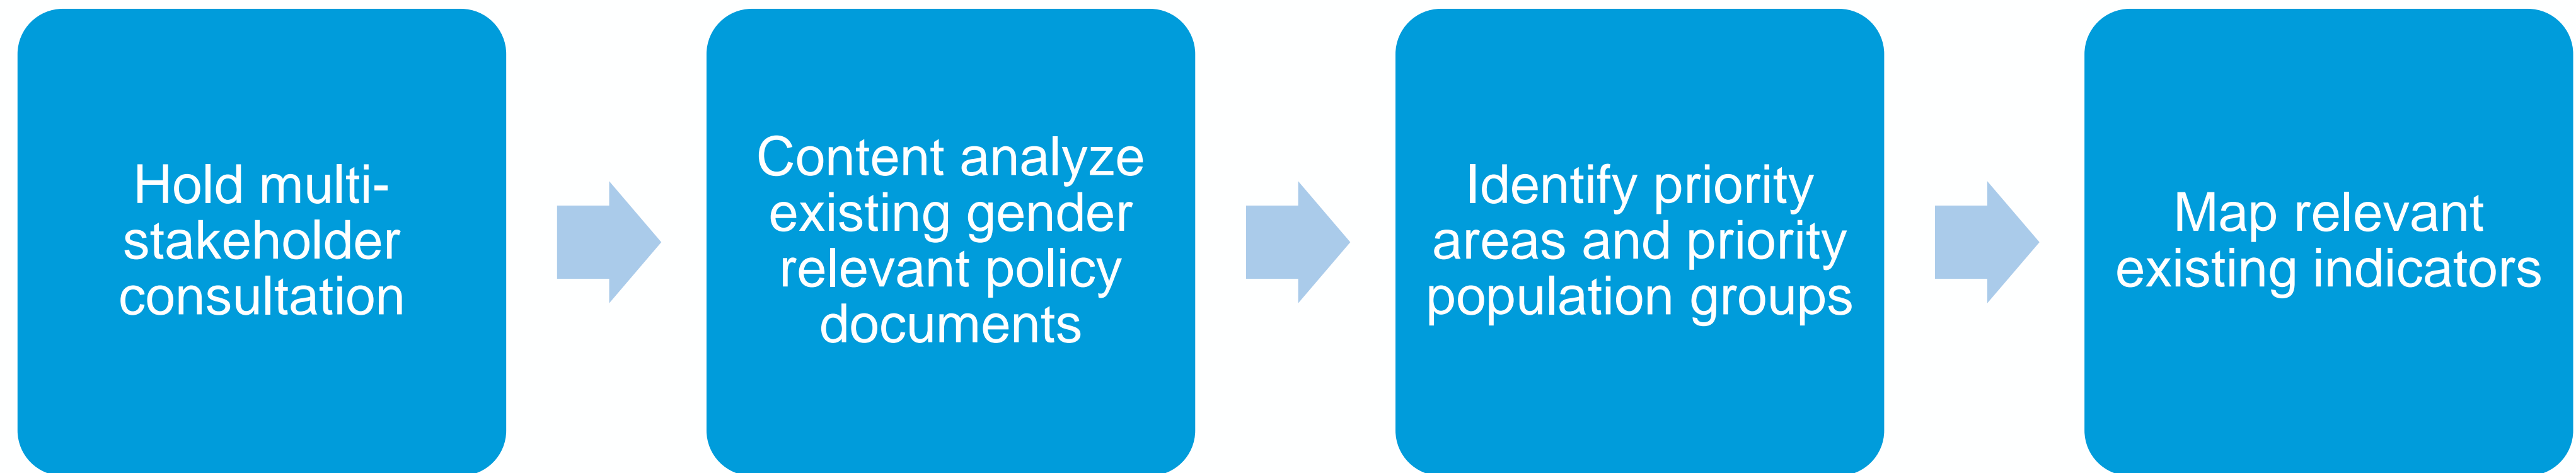 Hold multi-
stakeholder
consultation
Content analyze
existing gender
relevant policy
documents
Identify priority
areas and priority
population groups
Map relevant
existing indicators